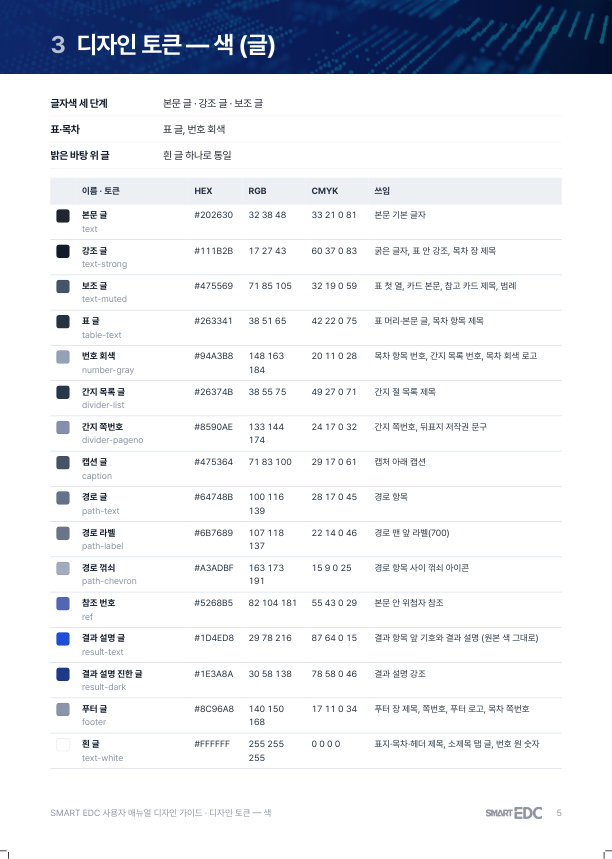 3 디자인 토큰 — 색 (글)
글자색 세 단계 본문 글 · 강조 글 · 보조 글
표·목차 표 글, 번호 회색
밝은 바탕 위 글 흰 글 하나로 통일
이름 · 토큰 HEX RGB CMYK 쓰임
본문 글 #202630 32 38 48 33 21 0 81 본문 기본 글자
text
강조 글 #111B2B 17 27 43 60 37 0 83 굵은 글자, 표 안 강조, 목차 장 제목
text-strong
보조 글 #475569 71 85 105 32 19 0 59 표 첫 열, 카드 본문, 참고 카드 제목, 범례
text-muted
표 글 #263341 38 51 65 42 22 0 75 표 머리·본문 글, 목차 항목 제목
table-text
번호 회색 #94A3B8 148 163 20 11 0 28 목차 항목 번호, 간지 목록 번호, 목차 회색 로고
number-gray 184
간지 목록 글 #26374B 38 55 75 49 27 0 71 간지 절 목록 제목
divider-list
간지 쪽번호 #8590AE 133 144 24 17 0 32 간지 쪽번호, 뒤표지 저작권 문구
divider-pageno 174
캡션 글 #475364 71 83 100 29 17 0 61 캡처 아래 캡션
caption
경로 글 #64748B 100 116 28 17 0 45 경로 항목
path-text 139
경로 라벨 #6B7689 107 118 22 14 0 46 경로 맨 앞 라벨(700)
path-label 137
경로 꺾쇠 #A3ADBF 163 173 15 9 0 25 경로 항목 사이 꺾쇠 아이콘
path-chevron 191
참조 번호 #5268B5 82 104 181 55 43 0 29 본문 안 위첨자 참조
ref
결과 설명 글 #1D4ED8 29 78 216 87 64 0 15 결과 항목 앞 기호와 결과 설명 (원본 색 그대로)
result-text
결과 설명 진한 글 #1E3A8A 30 58 138 78 58 0 46 결과 설명 강조
result-dark
푸터 글 #8C96A8 140 150 17 11 0 34 푸터 장 제목, 쪽번호, 푸터 로고, 목차 쪽번호
footer 168
흰 글 #FFFFFF 255 255 0 0 0 0 표지·목차·헤더 제목, 소제목 탭 글, 번호 원 숫자
text-white 255
SMART EDC 사용자 매뉴얼 디자인 가이드 · 디자인 토큰 — 색 SMART EDC 5